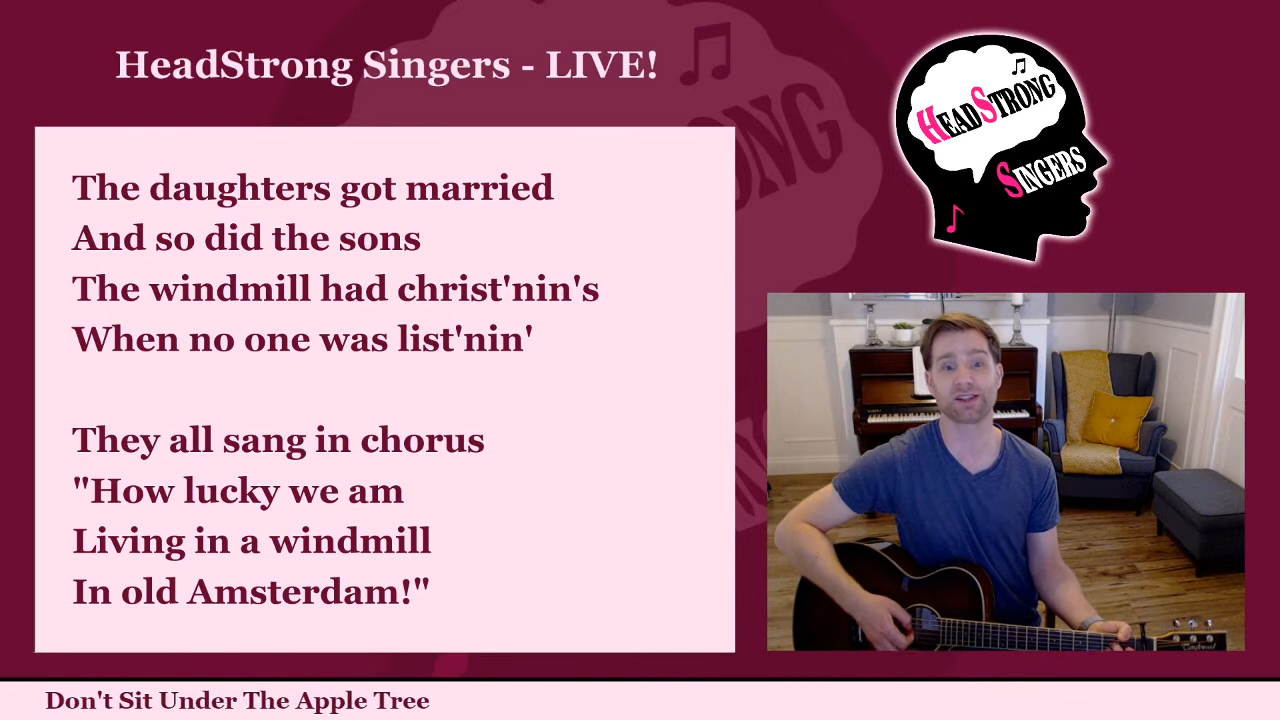 HeadStrong Singers - LIVE!
HEADSTRONG
SINGERS
The daughters got married
And so did the sons
The windmill had christ'nin's
When no one was list'nin'
They all sang in chorus
"How lucky we am
Living in a windmill
In old Amsterdam!"
Don't Sit Under The Apple Tree